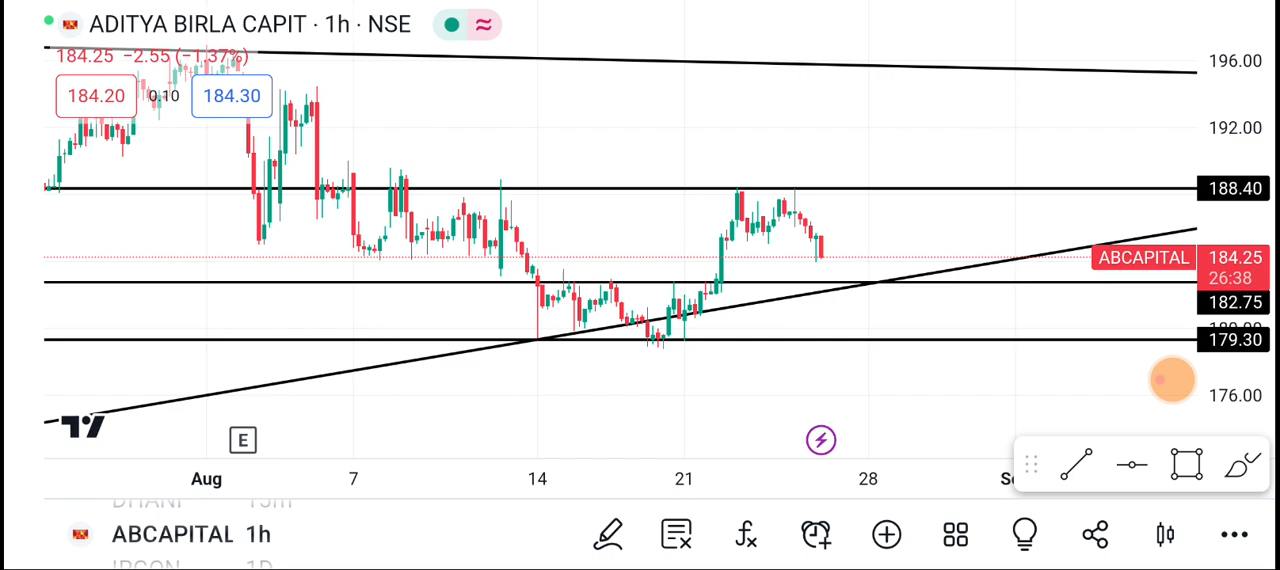 ADITYA BIRLA CAPIT · 1h · NSE
184.25 −2.55 (−1.37%)
184.20 0.10 184.30
196.00
192.00
188.40
ABCAPITAL 184.25
26:38
182.75
179.30
176.00
E
Aug 7 14 21 28
ABCAPITAL 1h